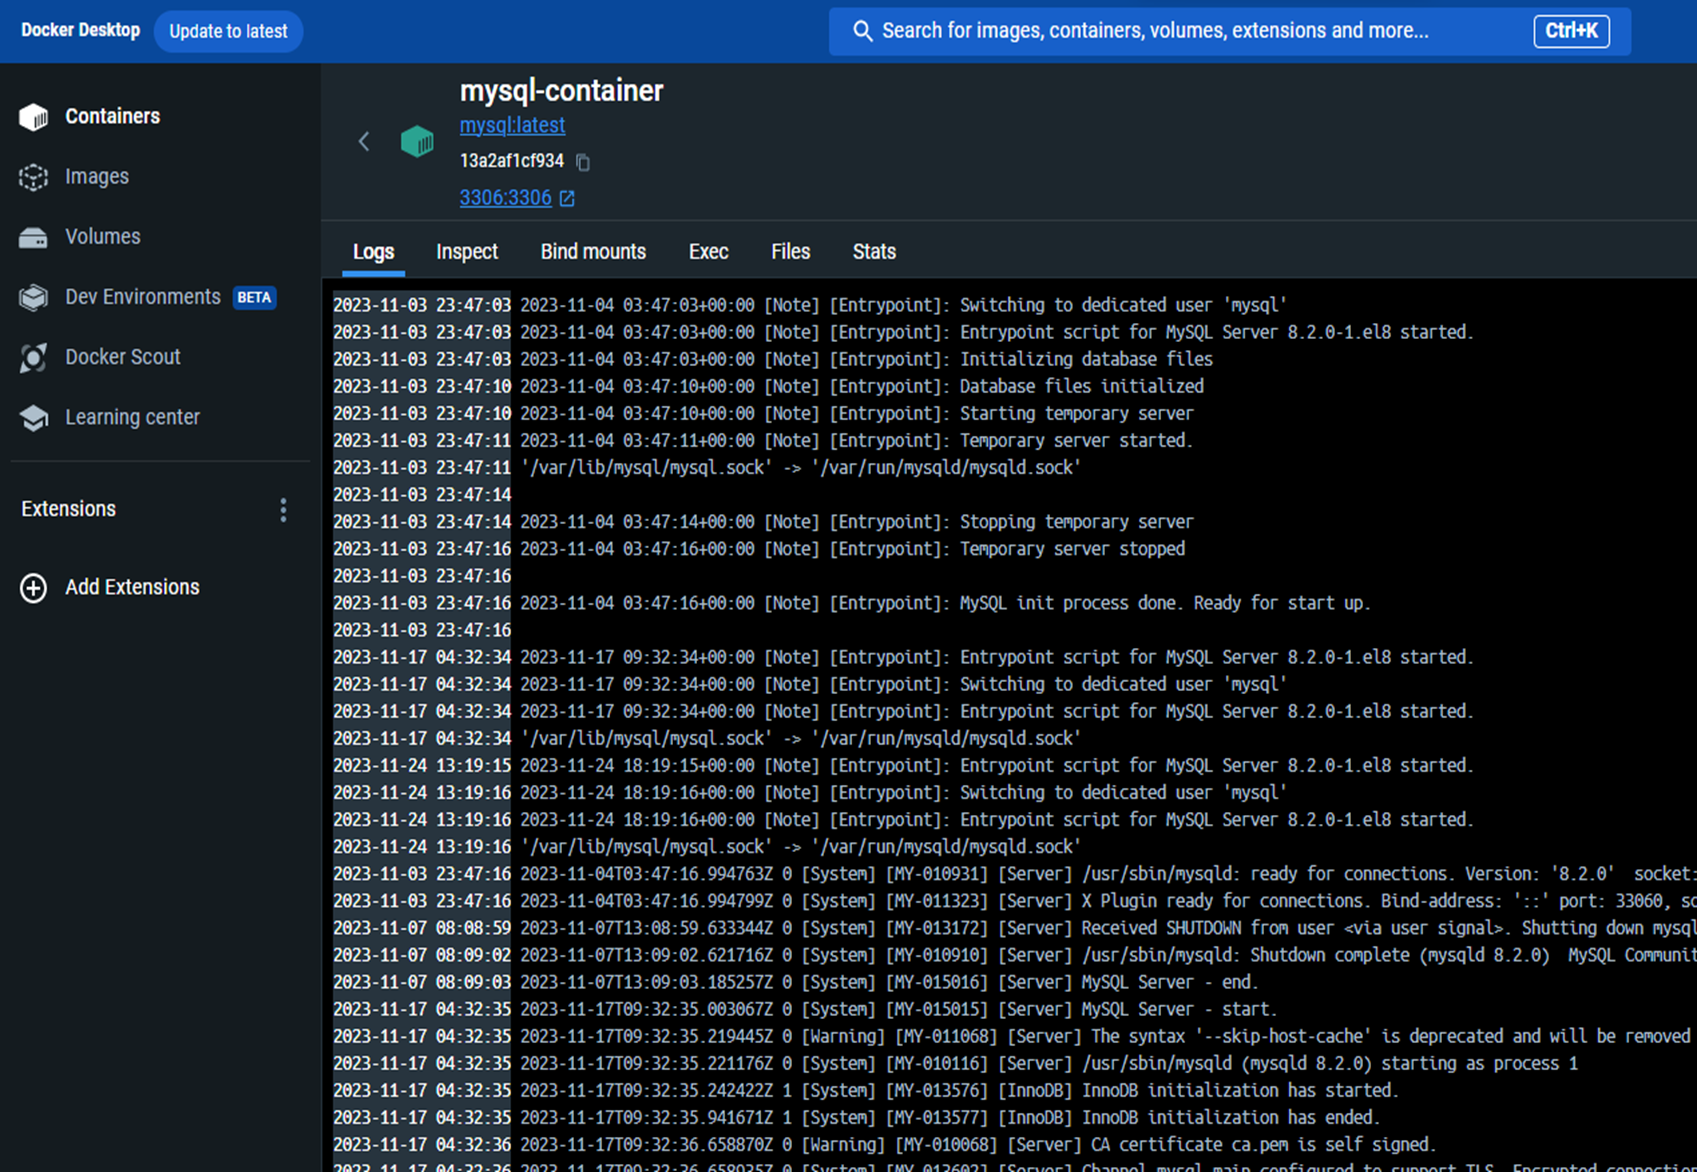 Docker Desktop Update to latest Search for images, containers, volumes, extensions and more... Ctrl+K
Containers
Images
Volumes
Dev Environments BETA
Docker Scout
Learning center
Extensions
Add Extensions
mysql-container
mysql:latest
13a2af1cf934
3306:3306
Logs Inspect Bind mounts Exec Files Stats
2023-11-03 23:47:03 2023-11-04 03:47:03+00:00 [Note] [Entrypoint]: Switching to dedicated user 'mysql'
2023-11-03 23:47:03 2023-11-04 03:47:03+00:00 [Note] [Entrypoint]: Entrypoint script for MySQL Server 8.2.0-1.el8 started.
2023-11-03 23:47:03 2023-11-04 03:47:03+00:00 [Note] [Entrypoint]: Initializing database files
2023-11-03 23:47:10 2023-11-04 03:47:10+00:00 [Note] [Entrypoint]: Database files initialized
2023-11-03 23:47:10 2023-11-04 03:47:10+00:00 [Note] [Entrypoint]: Starting temporary server
2023-11-03 23:47:11 2023-11-04 03:47:11+00:00 [Note] [Entrypoint]: Temporary server started.
2023-11-03 23:47:11 '/var/lib/mysql/mysql.sock' -> '/var/run/mysqld/mysqld.sock'
2023-11-03 23:47:14
2023-11-03 23:47:14 2023-11-04 03:47:14+00:00 [Note] [Entrypoint]: Stopping temporary server
2023-11-03 23:47:16 2023-11-04 03:47:16+00:00 [Note] [Entrypoint]: Temporary server stopped
2023-11-03 23:47:16
2023-11-03 23:47:16 2023-11-04 03:47:16+00:00 [Note] [Entrypoint]: MySQL init process done. Ready for start up.
2023-11-03 23:47:16
2023-11-17 04:32:34 2023-11-17 09:32:34+00:00 [Note] [Entrypoint]: Entrypoint script for MySQL Server 8.2.0-1.el8 started.
2023-11-17 04:32:34 2023-11-17 09:32:34+00:00 [Note] [Entrypoint]: Switching to dedicated user 'mysql'
2023-11-17 04:32:34 2023-11-17 09:32:34+00:00 [Note] [Entrypoint]: Entrypoint script for MySQL Server 8.2.0-1.el8 started.
2023-11-17 04:32:34 '/var/lib/mysql/mysql.sock' -> '/var/run/mysqld/mysqld.sock'
2023-11-24 13:19:15 2023-11-24 18:19:15+00:00 [Note] [Entrypoint]: Entrypoint script for MySQL Server 8.2.0-1.el8 started.
2023-11-24 13:19:16 2023-11-24 18:19:16+00:00 [Note] [Entrypoint]: Switching to dedicated user 'mysql'
2023-11-24 13:19:16 2023-11-24 18:19:16+00:00 [Note] [Entrypoint]: Entrypoint script for MySQL Server 8.2.0-1.el8 started.
2023-11-24 13:19:16 '/var/lib/mysql/mysql.sock' -> '/var/run/mysqld/mysqld.sock'
2023-11-03 23:47:16 2023-11-04T03:47:16.994763Z 0 [System] [MY-010931] [Server] /usr/sbin/mysqld: ready for connections. Version: '8.2.0' socket:
2023-11-03 23:47:16 2023-11-04T03:47:16.994799Z 0 [System] [MY-011323] [Server] X Plugin ready for connections. Bind-address: '::' port: 33060, so
2023-11-07 08:08:59 2023-11-07T13:08:59.633344Z 0 [System] [MY-013172] [Server] Received SHUTDOWN from user <via user signal>. Shutting down mysql
2023-11-07 08:09:02 2023-11-07T13:09:02.621716Z 0 [System] [MY-010910] [Server] /usr/sbin/mysqld: Shutdown complete (mysqld 8.2.0) MySQL Communit
2023-11-07 08:09:03 2023-11-07T13:09:03.185257Z 0 [System] [MY-015016] [Server] MySQL Server - end.
2023-11-17 04:32:35 2023-11-17T09:32:35.003067Z 0 [System] [MY-015015] [Server] MySQL Server - start.
2023-11-17 04:32:35 2023-11-17T09:32:35.219445Z 0 [Warning] [MY-011068] [Server] The syntax '--skip-host-cache' is deprecated and will be removed
2023-11-17 04:32:35 2023-11-17T09:32:35.221176Z 0 [System] [MY-010116] [Server] /usr/sbin/mysqld (mysqld 8.2.0) starting as process 1
2023-11-17 04:32:35 2023-11-17T09:32:35.242422Z 1 [System] [MY-013576] [InnoDB] InnoDB initialization has started.
2023-11-17 04:32:35 2023-11-17T09:32:35.941671Z 1 [System] [MY-013577] [InnoDB] InnoDB initialization has ended.
2023-11-17 04:32:36 2023-11-17T09:32:36.658870Z 0 [Warning] [MY-010068] [Server] CA certificate ca.pem is self signed.
2023-11-17 04:32:36 2023-11-17T09:32:36.658935Z 0 [System] [MY-013602] [Server] Channel mysql_main configured to support TLS. Encrypted